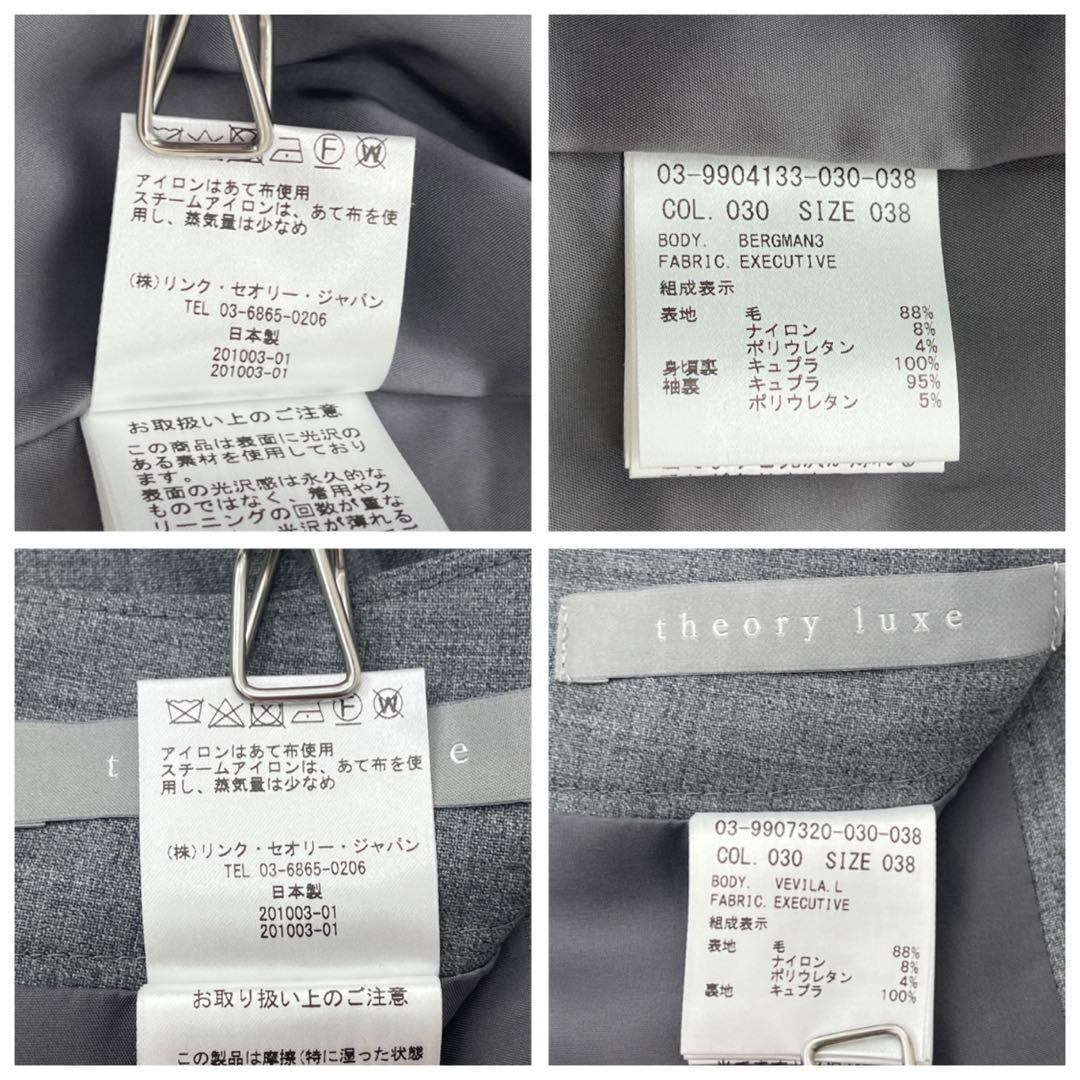 アイロンはあて布使用
スチームアイロンは、あて布を使
用し、蒸気量は少なめ
(株)リンク・セオリー・ジャパン
TEL 03-6865-0206
日本製
201003-01
201003-01
お取扱い上のご注意
この商品は表面に光沢の
ある素材を使用しており
ます。
表面の光沢感は永久的な
ものではなく、着用やク
リーニングの回数が重な
光沢が薄れる
03-9904133-030-038
COL. 030 SIZE 038
BODY. BERGMAN3
FABRIC. EXECUTIVE
組成表示
表地 毛 88%
ナイロン 8%
ポリウレタン 4%
身頃裏 キュプラ 100%
袖裏 キュプラ 95%
ポリウレタン 5%
t e
アイロンはあて布使用
スチームアイロンは、あて布を使
用し、蒸気量は少なめ
(株)リンク・セオリー・ジャパン
TEL 03-6865-0206
日本製
201003-01
201003-01
お取り扱い上のご注意
この製品は摩擦(特に湿った状態
theory luxe
03-9907320-030-038
COL. 030 SIZE 038
BODY. VEVILA.L
FABRIC. EXECUTIVE
組成表示
表地 毛 88%
ナイロン 8%
ポリウレタン 4%
裏地 キュプラ 100%